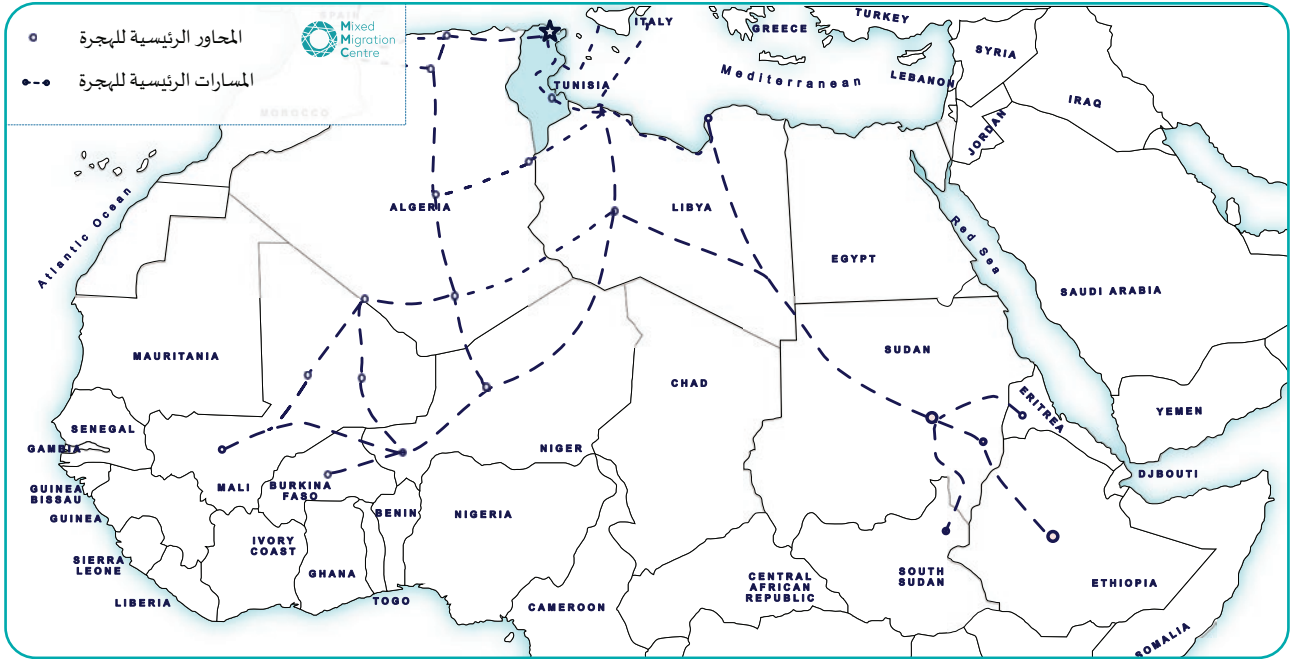 SPAIN
المحاور الرئيسية للهجرة
المسارات الرئيسية للهجرة
Mixed
Migration
Centre
MOROCCO
ITALY
GREECE
TURKEY
SYRIA
LEBANON
IRAQ
JORDAN
Mediterranean
TUNISIA
Atlantic Ocean
ALGERIA
LIBYA
EGYPT
Red Sea
SAUDI ARABIA
MAURITANIA
SUDAN
CHAD
ERITREA
YEMEN
SENEGAL
GAMBIA
NIGER
DJBOUTI
GUINEA
BISSAU
MALI
BURKINA
FASO
BENIN
NIGERIA
GUINEA
IVORY
COAST
SIERRA
LEONE
GHANA
CENTRAL
AFRICAN
REPUBLIC
SOUTH
SUDAN
ETHIOPIA
LIBERIA
TOGO
CAMEROON
SOMALIA